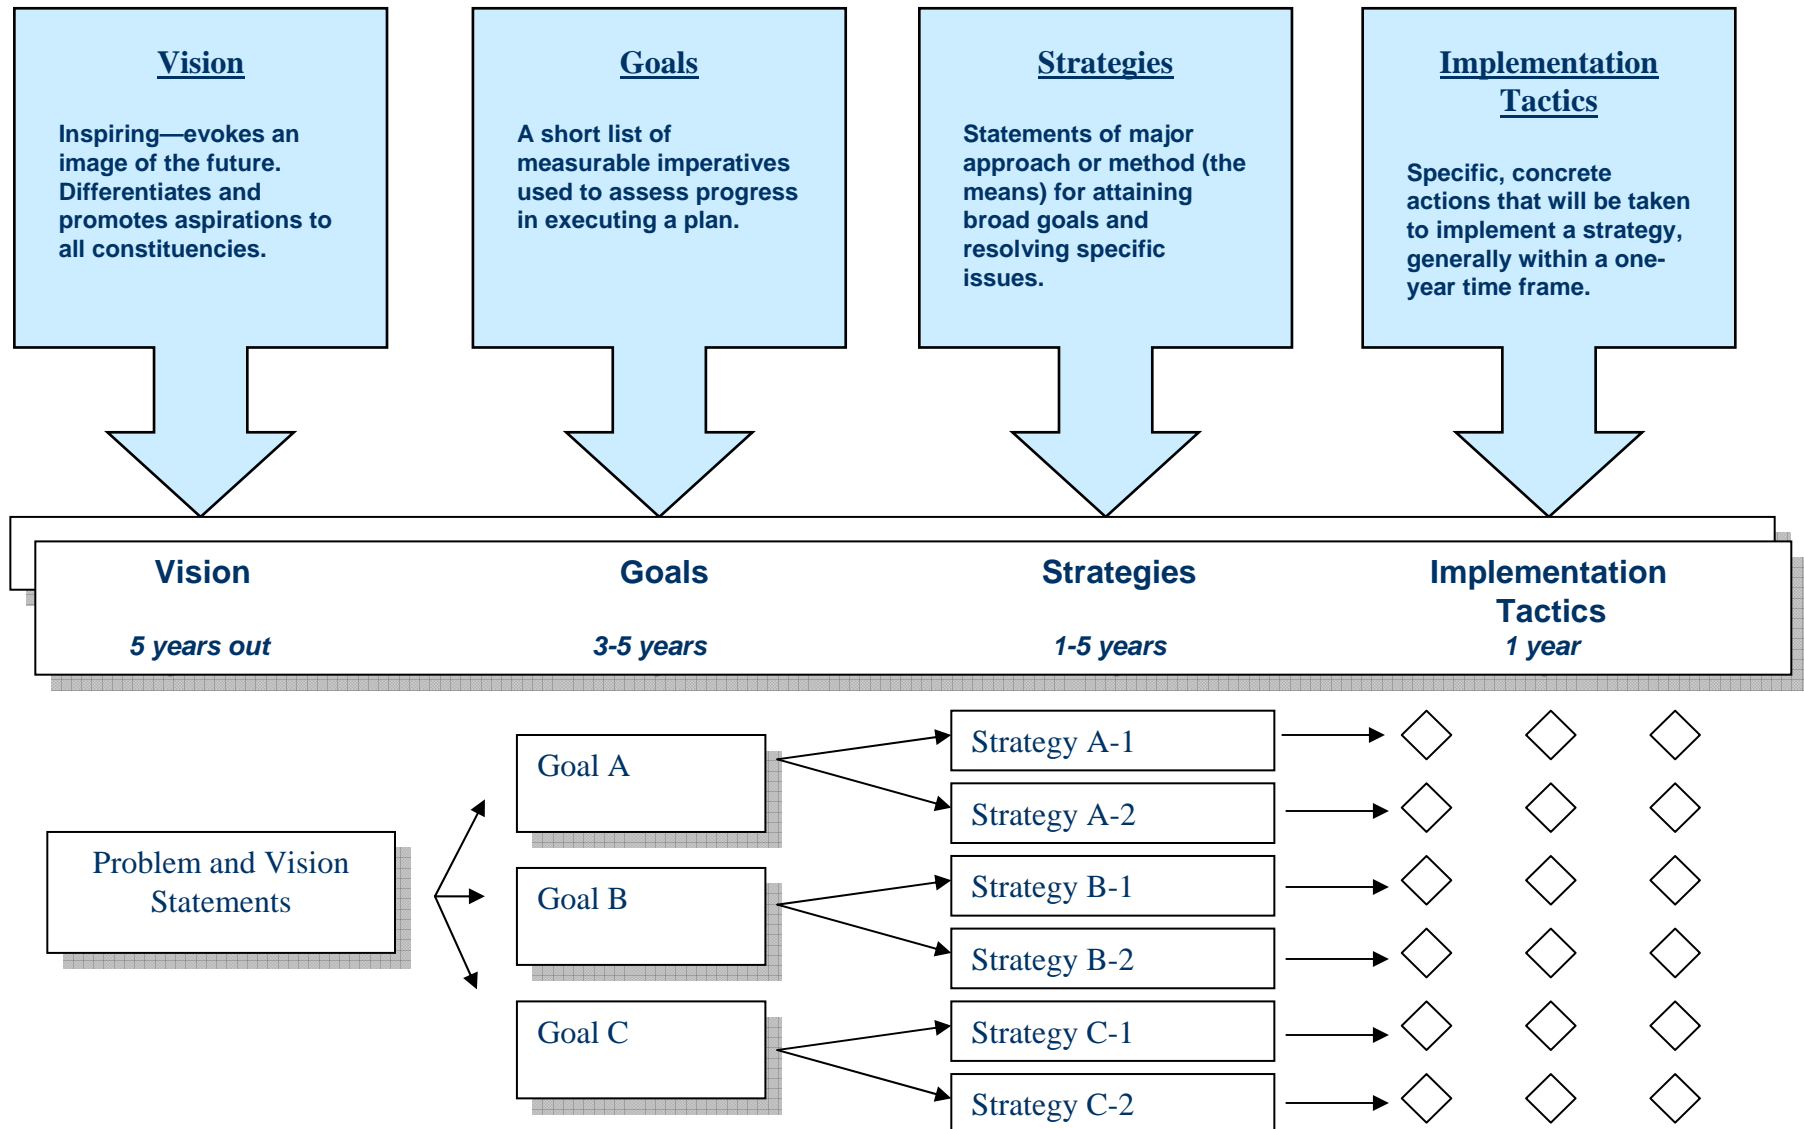 Vision
Inspiring—evokes an
image of the future.
Differentiates and
promotes aspirations to
all constituencies.
Goals
A short list of
measurable imperatives
used to assess progress
in executing a plan.
Strategies
Statements of major
approach or method (the
means) for attaining
broad goals and
resolving specific
issues.
Implementation
Tactics
Specific, concrete
actions that will be taken
to implement a strategy,
generally within a one-
year time frame.
Vision
5 years out
Goals
3-5 years
Strategies
1-5 years
Implementation
Tactics
1 year
Problem and Vision
Statements
Goal A
Goal B
Goal C
Strategy A-1
Strategy A-2
Strategy B-1
Strategy B-2
Strategy C-1
Strategy C-2